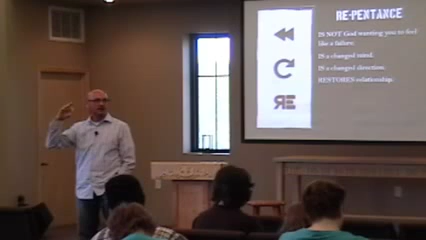 RE-PENTANCE
IS NOT God wanting you to feel
like a failure.
IS a changed mind.
IS a changed direction.
RESTORES relationship.
RE